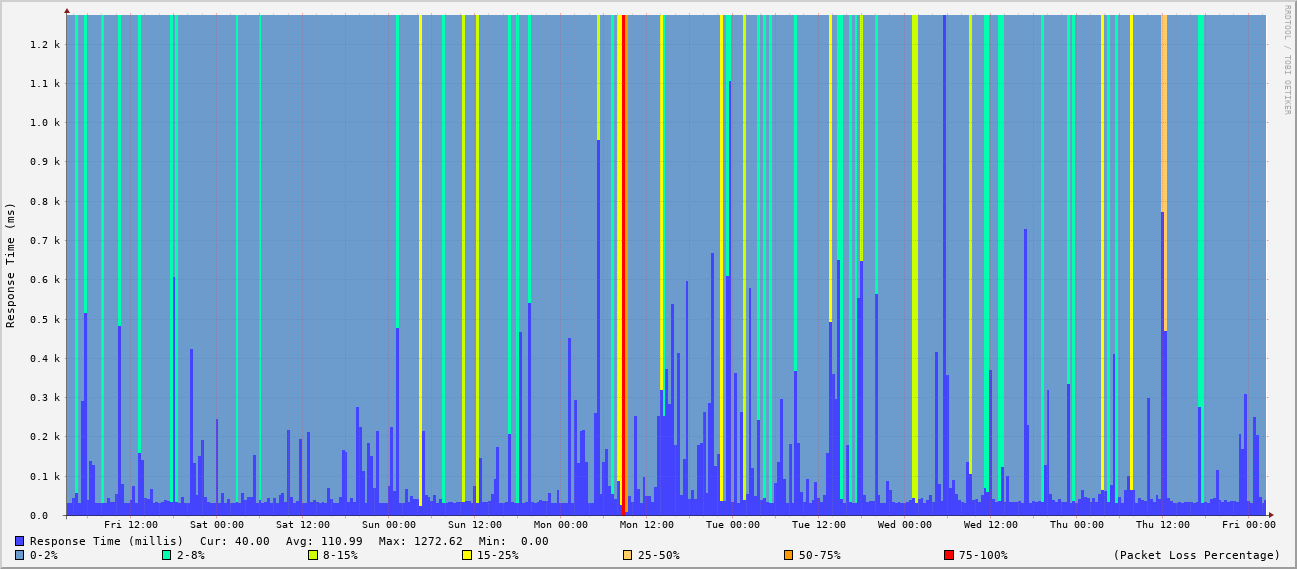 RRDTOOL / TOBI OETIKER
Response Time (ms)
1.2 k
1.1 k
1.0 k
0.9 k
0.8 k
0.7 k
0.6 k
0.5 k
0.4 k
0.3 k
0.2 k
0.1 k
0.0
Fri 12:00 Sat 00:00 Sat 12:00 Sun 00:00 Sun 12:00 Mon 00:00 Mon 12:00 Tue 00:00 Tue 12:00 Wed 00:00 Wed 12:00 Thu 00:00 Thu 12:00 Fri 00:00
Response Time (millis) Cur: 40.00 Avg: 110.99 Max: 1272.62 Min: 0.00
0-2% 2-8% 8-15% 15-25% 25-50% 50-75% 75-100% (Packet Loss Percentage)